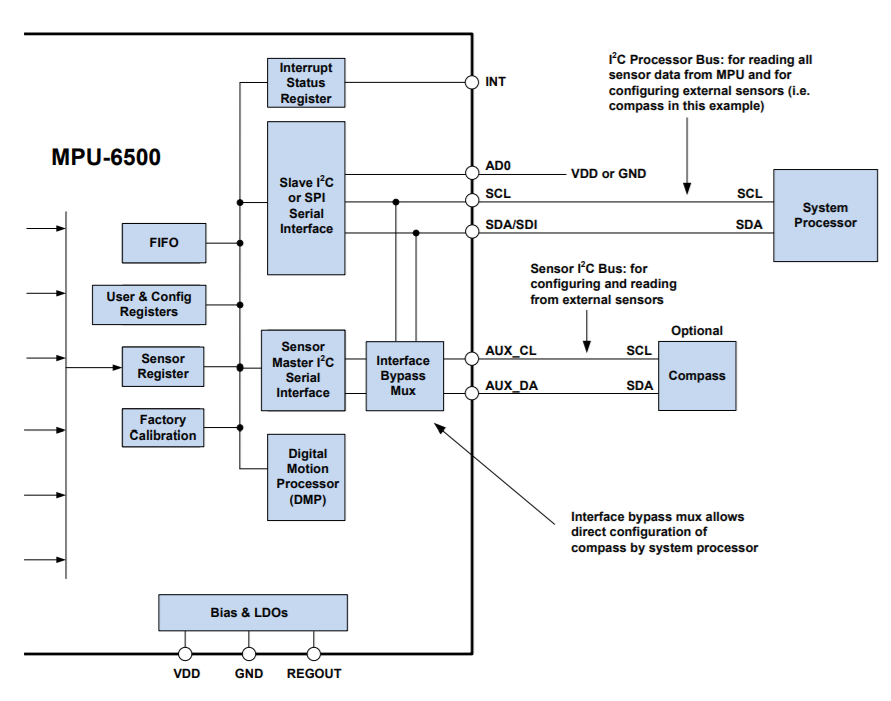 I²C Processor Bus: for reading all
sensor data from MPU and for
configuring external sensors (i.e.
compass in this example)
Interrupt
Status
Register
INT
MPU-6500
Slave I²C
or SPI
Serial
Interface
AD0
VDD or GND
SCL
SCL
SDA/SDI
SDA
System
Processor
FIFO
Sensor I²C Bus: for
configuring and reading
from external sensors
User & Config
Registers
Optional
Sensor
Register
Sensor
Master I²C
Serial
Interface
Interface
Bypass
Mux
AUX_CL
SCL
AUX_DA
SDA
Compass
Factory
Calibration
Digital
Motion
Processor
(DMP)
Interface bypass mux allows
direct configuration of
compass by system processor
Bias & LDOs
VDD
GND
REGOUT